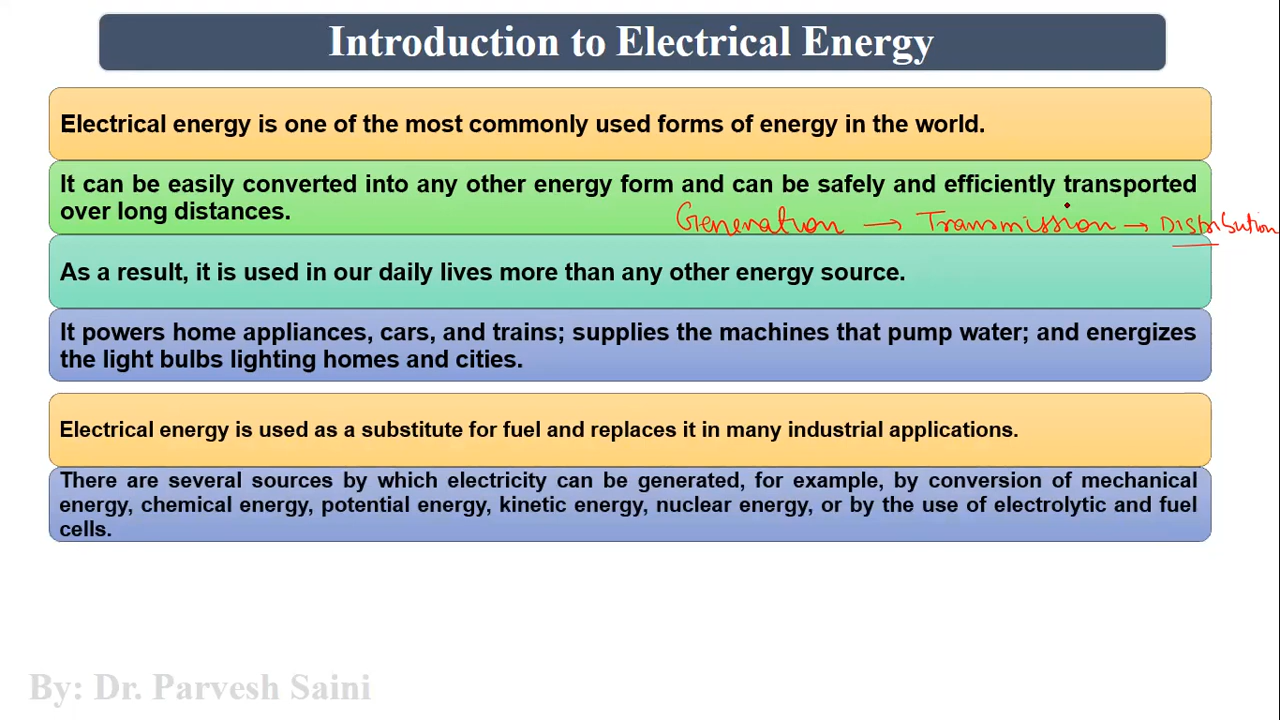 Introduction to Electrical Energy
Electrical energy is one of the most commonly used forms of energy in the world.
It can be easily converted into any other energy form and can be safely and efficiently transported
over long distances.
Generation → Transmission → Distribution
As a result, it is used in our daily lives more than any other energy source.
It powers home appliances, cars, and trains; supplies the machines that pump water; and energizes
the light bulbs lighting homes and cities.
Electrical energy is used as a substitute for fuel and replaces it in many industrial applications.
There are several sources by which electricity can be generated, for example, by conversion of mechanical
energy, chemical energy, potential energy, kinetic energy, nuclear energy, or by the use of electrolytic and fuel
cells.
By: Dr. Parvesh Saini